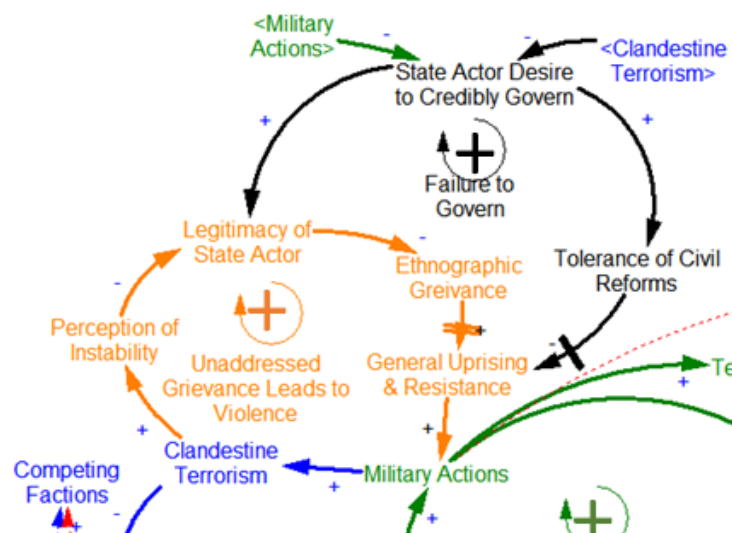 <Military
Actions>
-
-
<Clandestine
Terrorism>
State Actor Desire
to Credibly Govern
+
+
Failure to
Govern
Legitimacy of
State Actor
-
Ethnographic
Greivance
Tolerance of Civil
Reforms
-
Perception of
Instability
+
-
Unaddressed
Grievance Leads to
Violence
General Uprising
& Resistance
Te
+
+
+
Clandestine
Terrorism
Military Actions
Competing
Factions
+
-
+
+